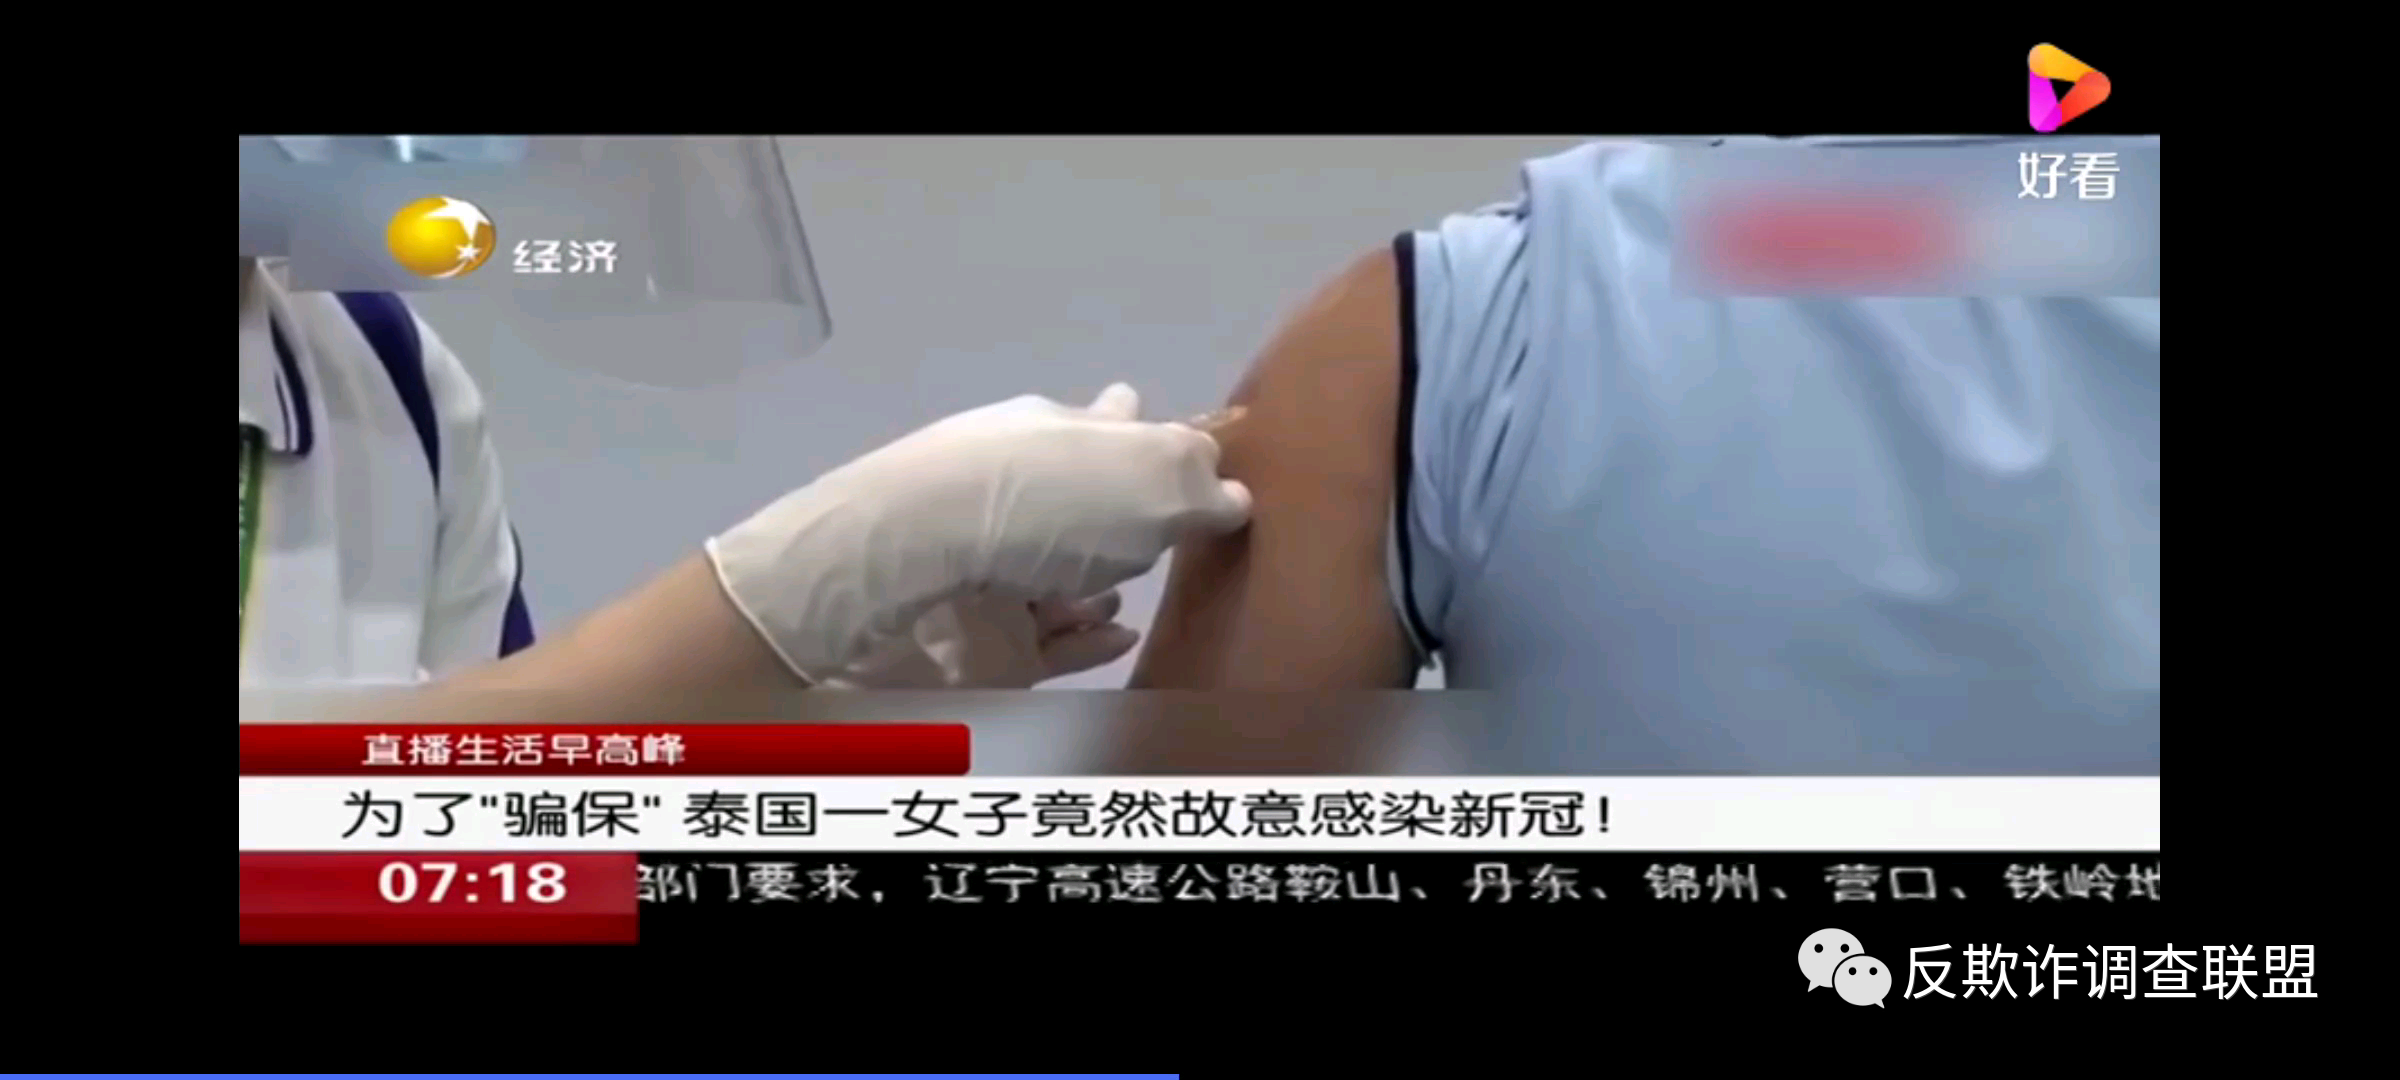 好看
经济
直播生活早高峰
为了"骗保" 泰国一女子竟然故意感染新冠!
07:18
部门要求，辽宁高速公路鞍山、丹东、锦州、营口、铁岭地
反欺诈调查联盟